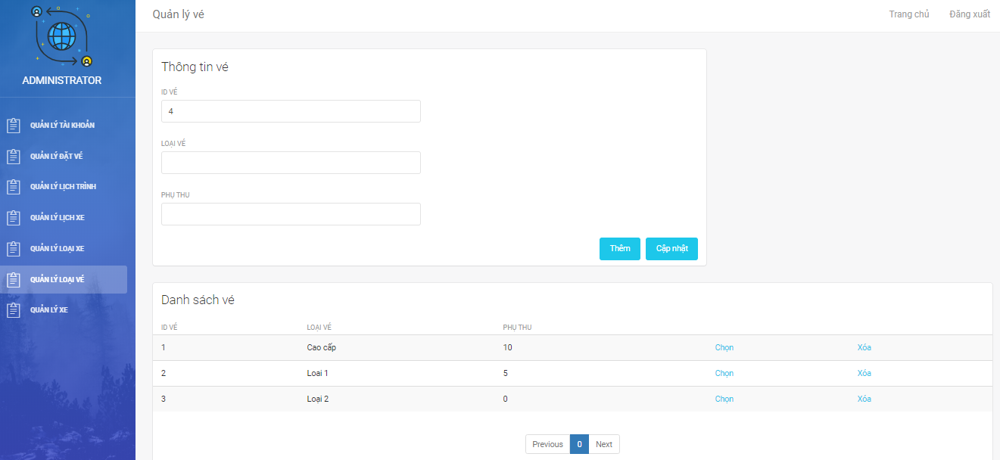 Quản lý vé
Trang chủ
Đăng xuất
ADMINISTRATOR
QUẢN LÝ TÀI KHOẢN
QUẢN LÝ ĐẶT VÉ
QUẢN LÝ LỊCH TRÌNH
QUẢN LÝ LỊCH XE
QUẢN LÝ LOẠI XE
QUẢN LÝ LOẠI VÉ
QUẢN LÝ XE
Thông tin vé
ID VÉ
4
LOẠI VÉ
PHỤ THU
Thêm Cập nhật
Danh sách vé
ID VÉ LOẠI VÉ PHỤ THU
1 Cao cấp 10 Chọn Xóa
2 Loai 1 5 Chọn Xóa
3 Loại 2 0 Chọn Xóa
Previous 0 Next